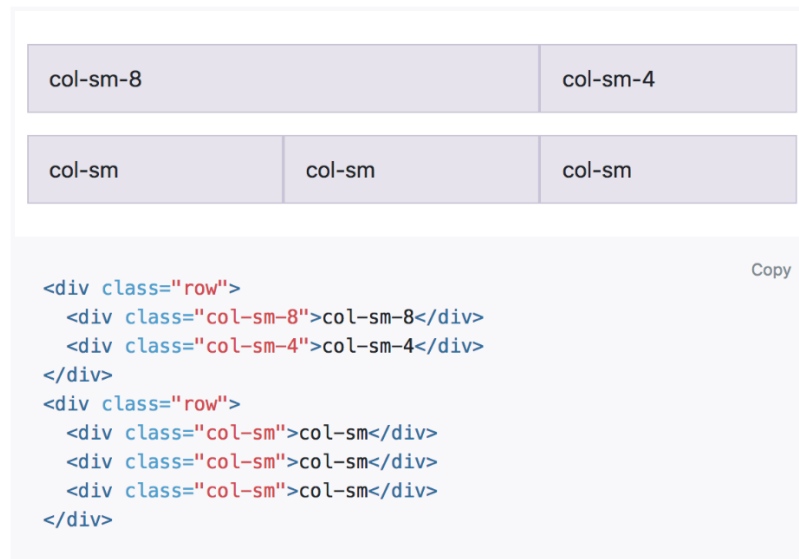 col-sm-8 col-sm-4
col-sm col-sm col-sm
Copy
<div class="row">
  <div class="col-sm-8">col-sm-8</div>
  <div class="col-sm-4">col-sm-4</div>
</div>
<div class="row">
  <div class="col-sm">col-sm</div>
  <div class="col-sm">col-sm</div>
  <div class="col-sm">col-sm</div>
</div>